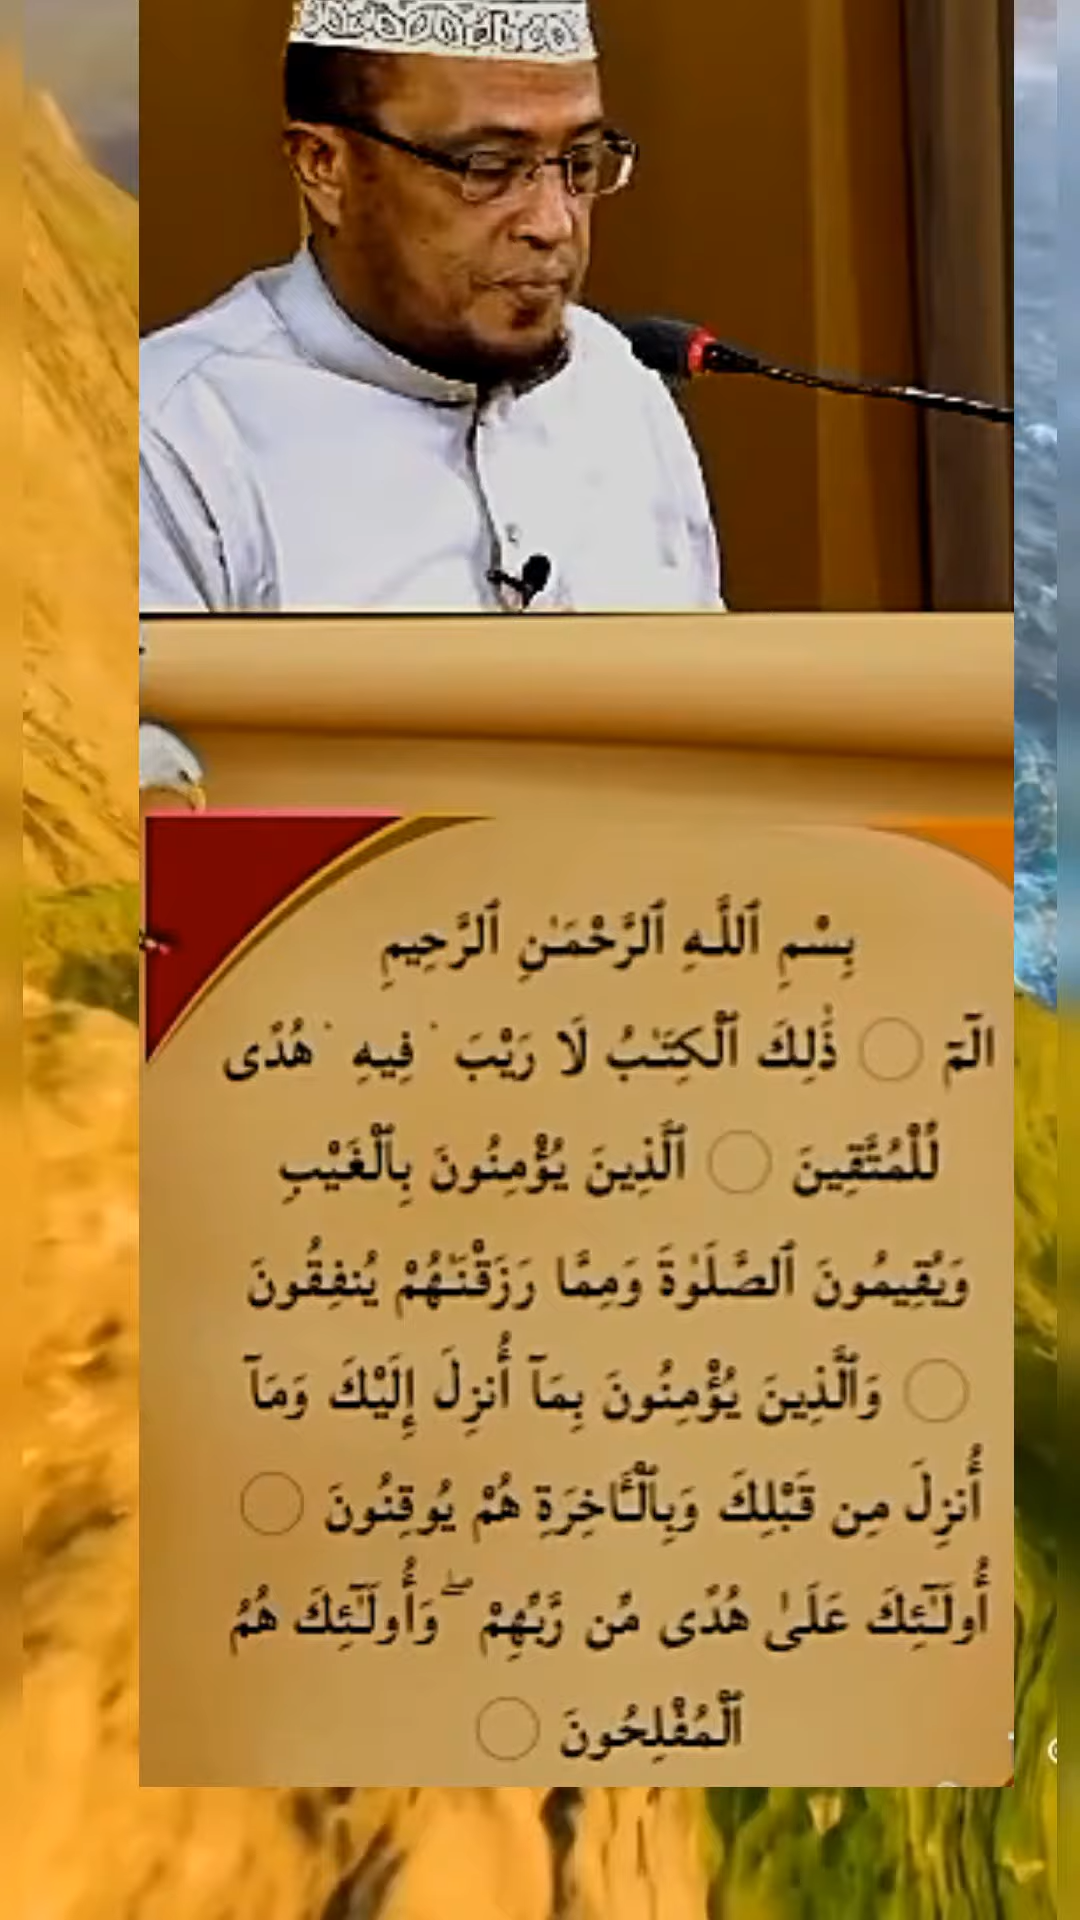 بِسْمِ ٱللَّهِ ٱلرَّحْمَـٰنِ ٱلرَّحِيمِ
الٓمٓ ۝ ذَٰلِكَ ٱلْكِتَـٰبُ لَا رَيْبَ ۛ فِيهِ ۛ هُدًى
لِّلْمُتَّقِينَ ۝ ٱلَّذِينَ يُؤْمِنُونَ بِٱلْغَيْبِ
وَيُقِيمُونَ ٱلصَّلَوٰةَ وَمِمَّا رَزَقْنَـٰهُمْ يُنفِقُونَ
۝ وَٱلَّذِينَ يُؤْمِنُونَ بِمَآ أُنزِلَ إِلَيْكَ وَمَآ
أُنزِلَ مِن قَبْلِكَ وَبِٱلْـَٔاخِرَةِ هُمْ يُوقِنُونَ ۝
أُو۟لَـٰٓئِكَ عَلَىٰ هُدًى مِّن رَّبِّهِمْ ۖ وَأُو۟لَـٰٓئِكَ هُمُ
ٱلْمُفْلِحُونَ ۝